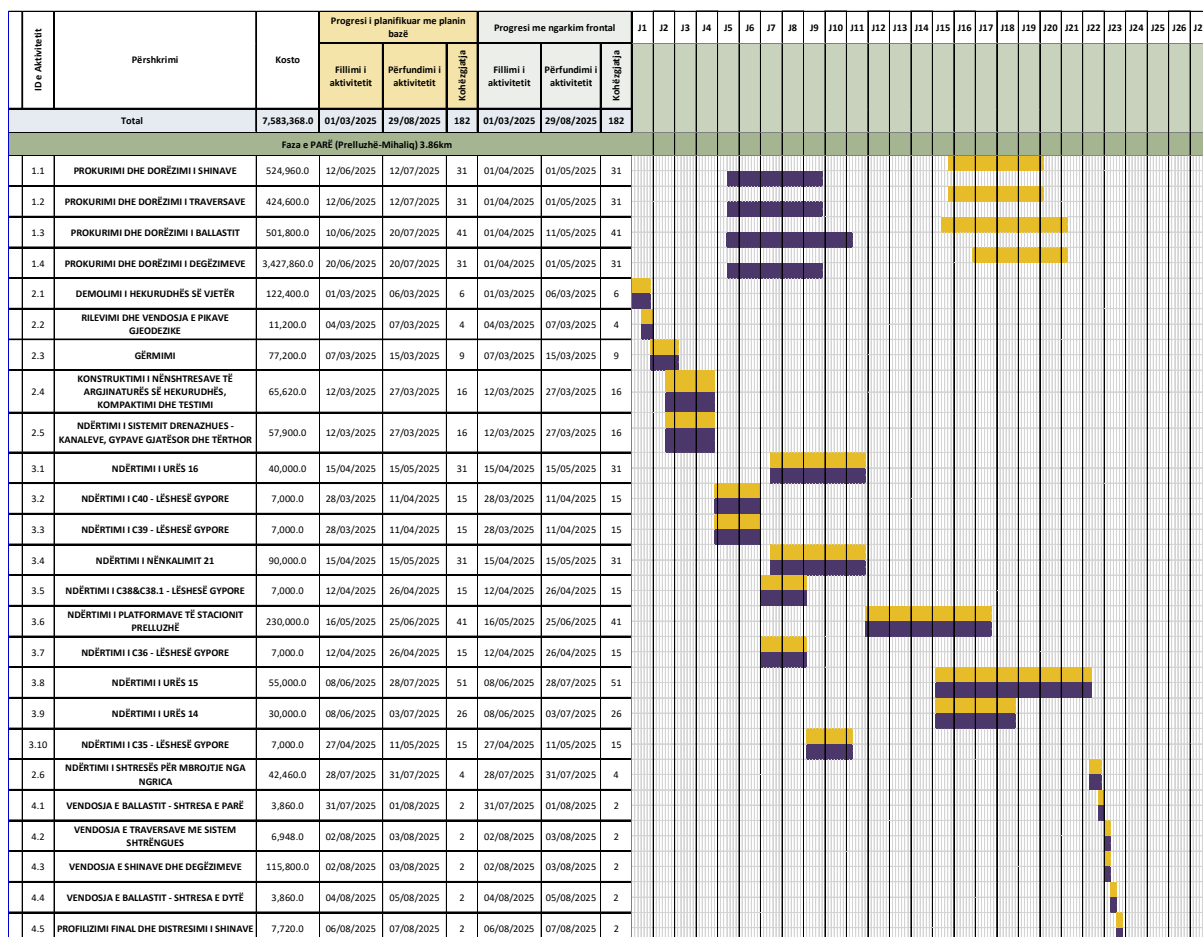 ID e Aktivitetit Përshkrimi Kosto Progresi i planifikuar me planin bazë Progresi me ngarkim frontal J1 J2 J3 J4 J5 J6 J7 J8 J9 J10 J11 J12 J13 J14 J15 J16 J17 J18 J19 J20 J21 J22 J23 J24 J25 J26 J2
Fillimi i aktivitetit Përfundimi i aktivitetit Kohëzgjatja Fillimi i aktivitetit Përfundimi i aktivitetit Kohëzgjatja
Total 7,583,368.0 01/03/2025 29/08/2025 182 01/03/2025 29/08/2025 182
Faza e PARË (Prelluzhë-Mihaliq) 3.86km
1.1 PROKURIMI DHE DORËZIMI I SHINAVE 524,960.0 12/06/2025 12/07/2025 31 01/04/2025 01/05/2025 31
1.2 PROKURIMI DHE DORËZIMI I TRAVERSAVE 424,600.0 12/06/2025 12/07/2025 31 01/04/2025 01/05/2025 31
1.3 PROKURIMI DHE DORËZIMI I BALLASTIT 501,800.0 10/06/2025 20/07/2025 41 01/04/2025 11/05/2025 41
1.4 PROKURIMI DHE DORËZIMI I DEGËZIMEVE 3,427,860.0 20/06/2025 20/07/2025 31 01/04/2025 01/05/2025 31
2.1 DEMOLIMI I HEKURUDHËS SË VJETËR 122,400.0 01/03/2025 06/03/2025 6 01/03/2025 06/03/2025 6
2.2 RILEVIMI DHE VENDOSJA E PIKAVE GJEODEZIKE 11,200.0 04/03/2025 07/03/2025 4 04/03/2025 07/03/2025 4
2.3 GËRMIMI 77,200.0 07/03/2025 15/03/2025 9 07/03/2025 15/03/2025 9
2.4 KONSTRUKTIMI I NËNSHTRESAVE TË ARGJINATURËS SË HEKURUDHËS, KOMPAKTIMI DHE TESTIMI 65,620.0 12/03/2025 27/03/2025 16 12/03/2025 27/03/2025 16
2.5 NDËRTIMI I SISTEMIT DRENAZHUES - KANALEVE, GYPAVE GJATËSOR DHE TËRTHOR 57,900.0 12/03/2025 27/03/2025 16 12/03/2025 27/03/2025 16
3.1 NDËRTIMI I URËS 16 40,000.0 15/04/2025 15/05/2025 31 15/04/2025 15/05/2025 31
3.2 NDËRTIMI I C40 - LËSHESË GYPORE 7,000.0 28/03/2025 11/04/2025 15 28/03/2025 11/04/2025 15
3.3 NDËRTIMI I C39 - LËSHESË GYPORE 7,000.0 28/03/2025 11/04/2025 15 28/03/2025 11/04/2025 15
3.4 NDËRTIMI I NËNKALIMIT 21 90,000.0 15/04/2025 15/05/2025 31 15/04/2025 15/05/2025 31
3.5 NDËRTIMI I C38&C38.1 - LËSHESË GYPORE 7,000.0 12/04/2025 26/04/2025 15 12/04/2025 26/04/2025 15
3.6 NDËRTIMI I PLATFORMAVE TË STACIONIT PRELLUZHË 230,000.0 16/05/2025 25/06/2025 41 16/05/2025 25/06/2025 41
3.7 NDËRTIMI I C36 - LËSHESË GYPORE 7,000.0 12/04/2025 26/04/2025 15 12/04/2025 26/04/2025 15
3.8 NDËRTIMI I URËS 15 55,000.0 08/06/2025 28/07/2025 51 08/06/2025 28/07/2025 51
3.9 NDËRTIMI I URËS 14 30,000.0 08/06/2025 03/07/2025 26 08/06/2025 03/07/2025 26
3.10 NDËRTIMI I C35 - LËSHESË GYPORE 7,000.0 27/04/2025 11/05/2025 15 27/04/2025 11/05/2025 15
2.6 NDËRTIMI I SHTRESËS PËR MBROJTJE NGA NGRICA 42,460.0 28/07/2025 31/07/2025 4 28/07/2025 31/07/2025 4
4.1 VENDOSJA E BALLASTIT - SHTRESA E PARË 3,860.0 31/07/2025 01/08/2025 2 31/07/2025 01/08/2025 2
4.2 VENDOSJA E TRAVERSAVE ME SISTEM SHTRËNGUES 6,948.0 02/08/2025 03/08/2025 2 02/08/2025 03/08/2025 2
4.3 VENDOSJA E SHINAVE DHE DEGËZIMEVE 115,800.0 02/08/2025 03/08/2025 2 02/08/2025 03/08/2025 2
4.4 VENDOSJA E BALLASTIT - SHTRESA E DYTË 3,860.0 04/08/2025 05/08/2025 2 04/08/2025 05/08/2025 2
4.5 PROFILIZIMI FINAL DHE DISTRESIMI I SHINAVE 7,720.0 06/08/2025 07/08/2025 2 06/08/2025 07/08/2025 2